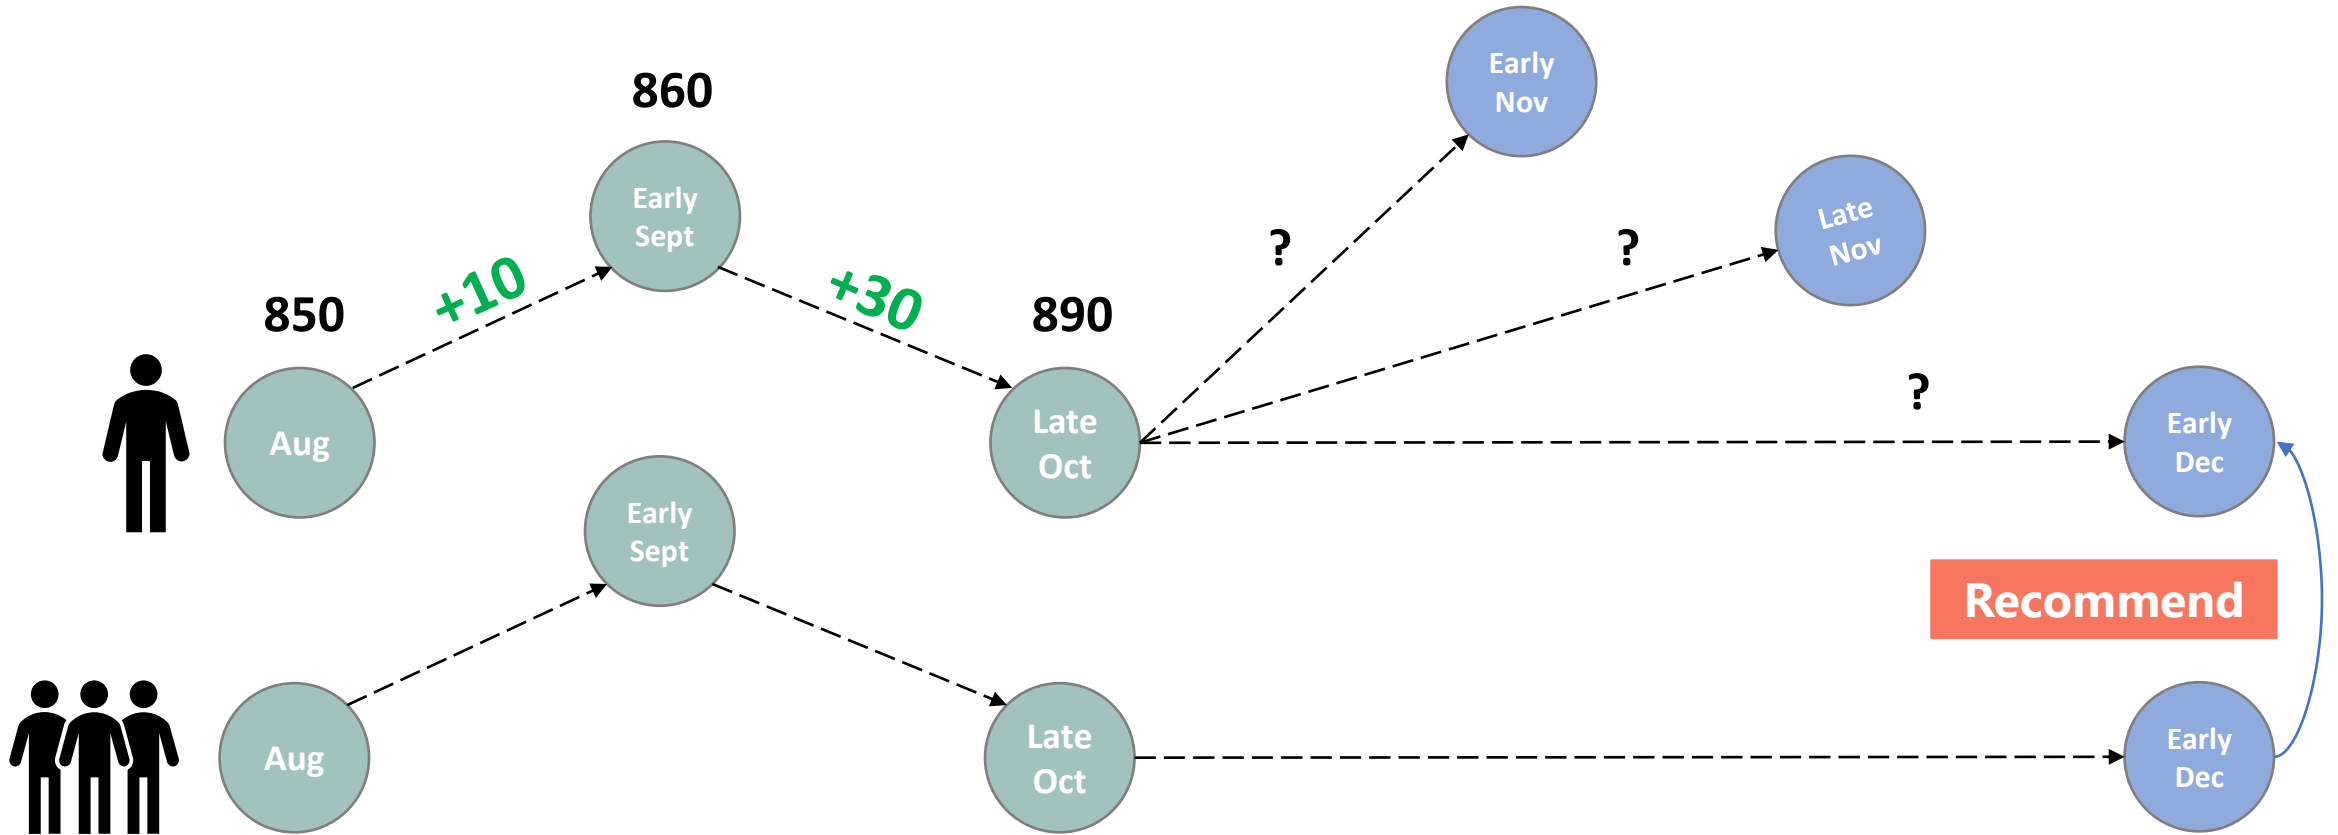 Early
Nov
860
Early
Sept
Late
Nov
?
?
+10
+30
850
890
?
Aug
Late
Oct
Early
Dec
Early
Sept
Recommend
Aug
Late
Oct
Early
Dec